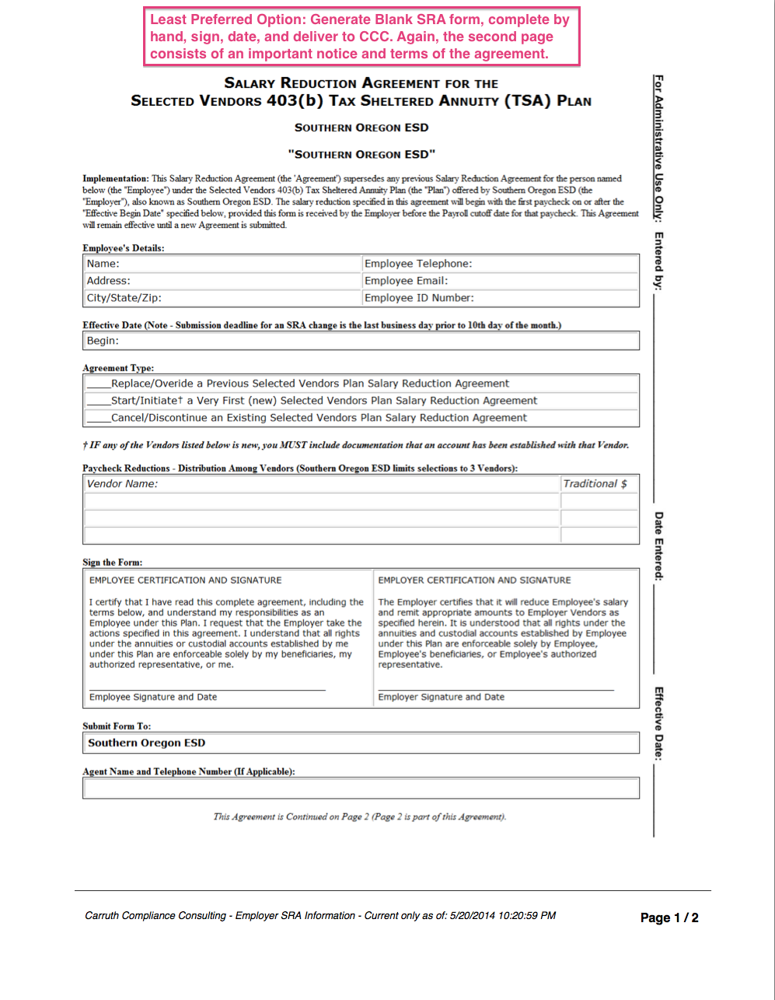 Least Preferred Option: Generate Blank SRA form, complete by
hand, sign, date, and deliver to CCC. Again, the second page
consists of an important notice and terms of the agreement.
SALARY REDUCTION AGREEMENT FOR THE
SELECTED VENDORS 403(b) TAX SHELTERED ANNUITY (TSA) PLAN
SOUTHERN OREGON ESD
"SOUTHERN OREGON ESD"
Implementation: This Salary Reduction Agreement (the 'Agreement') supersedes any previous Salary Reduction Agreement for the person named
below (the "Employee") under the Selected Vendors 403(b) Tax Sheltered Annuity Plan (the "Plan") offered by Southern Oregon ESD (the
"Employer"), also known as Southern Oregon ESD. The salary reduction specified in this agreement will begin with the first paycheck on or after the
"Effective Begin Date" specified below, provided this form is received by the Employer before the Payroll cutoff date for that paycheck. This Agreement
will remain effective until a new Agreement is submitted.
Employee's Details:
Name: Employee Telephone:
Address: Employee Email:
City/State/Zip: Employee ID Number:
Effective Date (Note - Submission deadline for an SRA change is the last business day prior to 10th day of the month.)
Begin:
Agreement Type:
____Replace/Overide a Previous Selected Vendors Plan Salary Reduction Agreement
____Start/Initiate† a Very First (new) Selected Vendors Plan Salary Reduction Agreement
____Cancel/Discontinue an Existing Selected Vendors Plan Salary Reduction Agreement
† IF any of the Vendors listed below is new, you MUST include documentation that an account has been established with that Vendor.
Paycheck Reductions - Distribution Among Vendors (Southern Oregon ESD limits selections to 3 Vendors):
Vendor Name: Traditional $
Sign the Form:
EMPLOYEE CERTIFICATION AND SIGNATURE
I certify that I have read this complete agreement, including the
terms below, and understand my responsibilities as an
Employee under this Plan. I request that the Employer take the
actions specified in this agreement. I understand that all rights
under the annuities or custodial accounts established by me
under this Plan are enforceable solely by my beneficiaries, my
authorized representative, or me.
Employee Signature and Date
EMPLOYER CERTIFICATION AND SIGNATURE
The Employer certifies that it will reduce Employee's salary
and remit appropriate amounts to Employer Vendors as
specified herein. It is understood that all rights under the
annuities and custodial accounts established by Employee
under this Plan are enforceable solely by Employee,
Employee's beneficiaries, or Employee's authorized
representative.
Employer Signature and Date
Submit Form To:
Southern Oregon ESD
Agent Name and Telephone Number (If Applicable):
This Agreement is Continued on Page 2 (Page 2 is part of this Agreement).
For Administrative Use Only: Entered by: Date Entered: Effective Date:
Carruth Compliance Consulting - Employer SRA Information - Current only as of: 5/20/2014 10:20:59 PM
Page 1 / 2